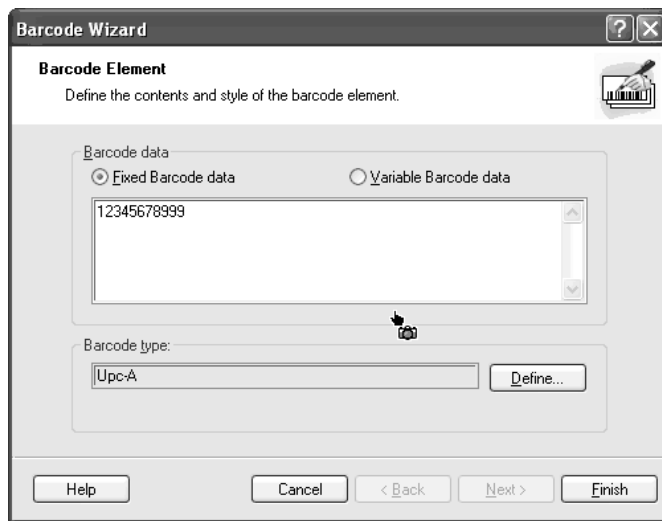 Barcode Wizard
Barcode Element
Define the contents and style of the barcode element.
Barcode data
Fixed Barcode data Variable Barcode data
12345678999
Barcode type:
Upc-A Define...
Help Cancel < Back Next > Finish